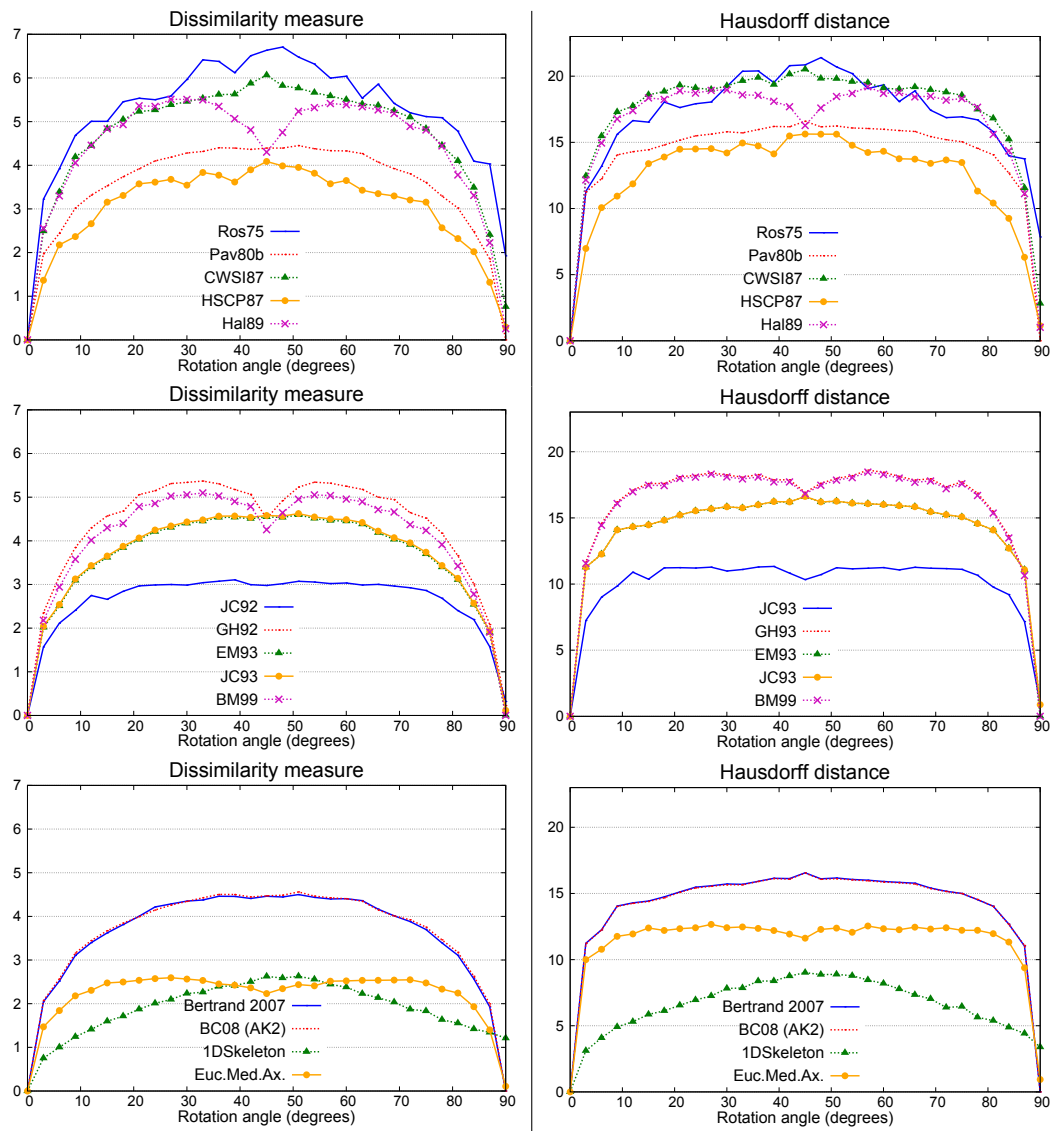 Dissimilarity measure
7
6
5
4
3
2
1
0
Ros75
Pav80b
CWSI87
HSCP87
Hal89
0 10 20 30 40 50 60 70 80 90
Rotation angle (degrees)
Hausdorff distance
20
15
10
5
0
Ros75
Pav80b
CWSI87
HSCP87
Hal89
0 10 20 30 40 50 60 70 80 90
Rotation angle (degrees)
Dissimilarity measure
7
6
5
4
3
2
1
0
JC92
GH92
EM93
JC93
BM99
0 10 20 30 40 50 60 70 80 90
Rotation angle (degrees)
Hausdorff distance
20
15
10
5
0
JC93
GH93
EM93
JC93
BM99
0 10 20 30 40 50 60 70 80 90
Rotation angle (degrees)
Dissimilarity measure
7
6
5
4
3
2
1
0
Bertrand 2007
BC08 (AK2)
1DSkeleton
Euc.Med.Ax.
0 10 20 30 40 50 60 70 80 90
Rotation angle (degrees)
Hausdorff distance
20
15
10
5
0
Bertrand 2007
BC08 (AK2)
1DSkeleton
Euc.Med.Ax.
0 10 20 30 40 50 60 70 80 90
Rotation angle (degrees)